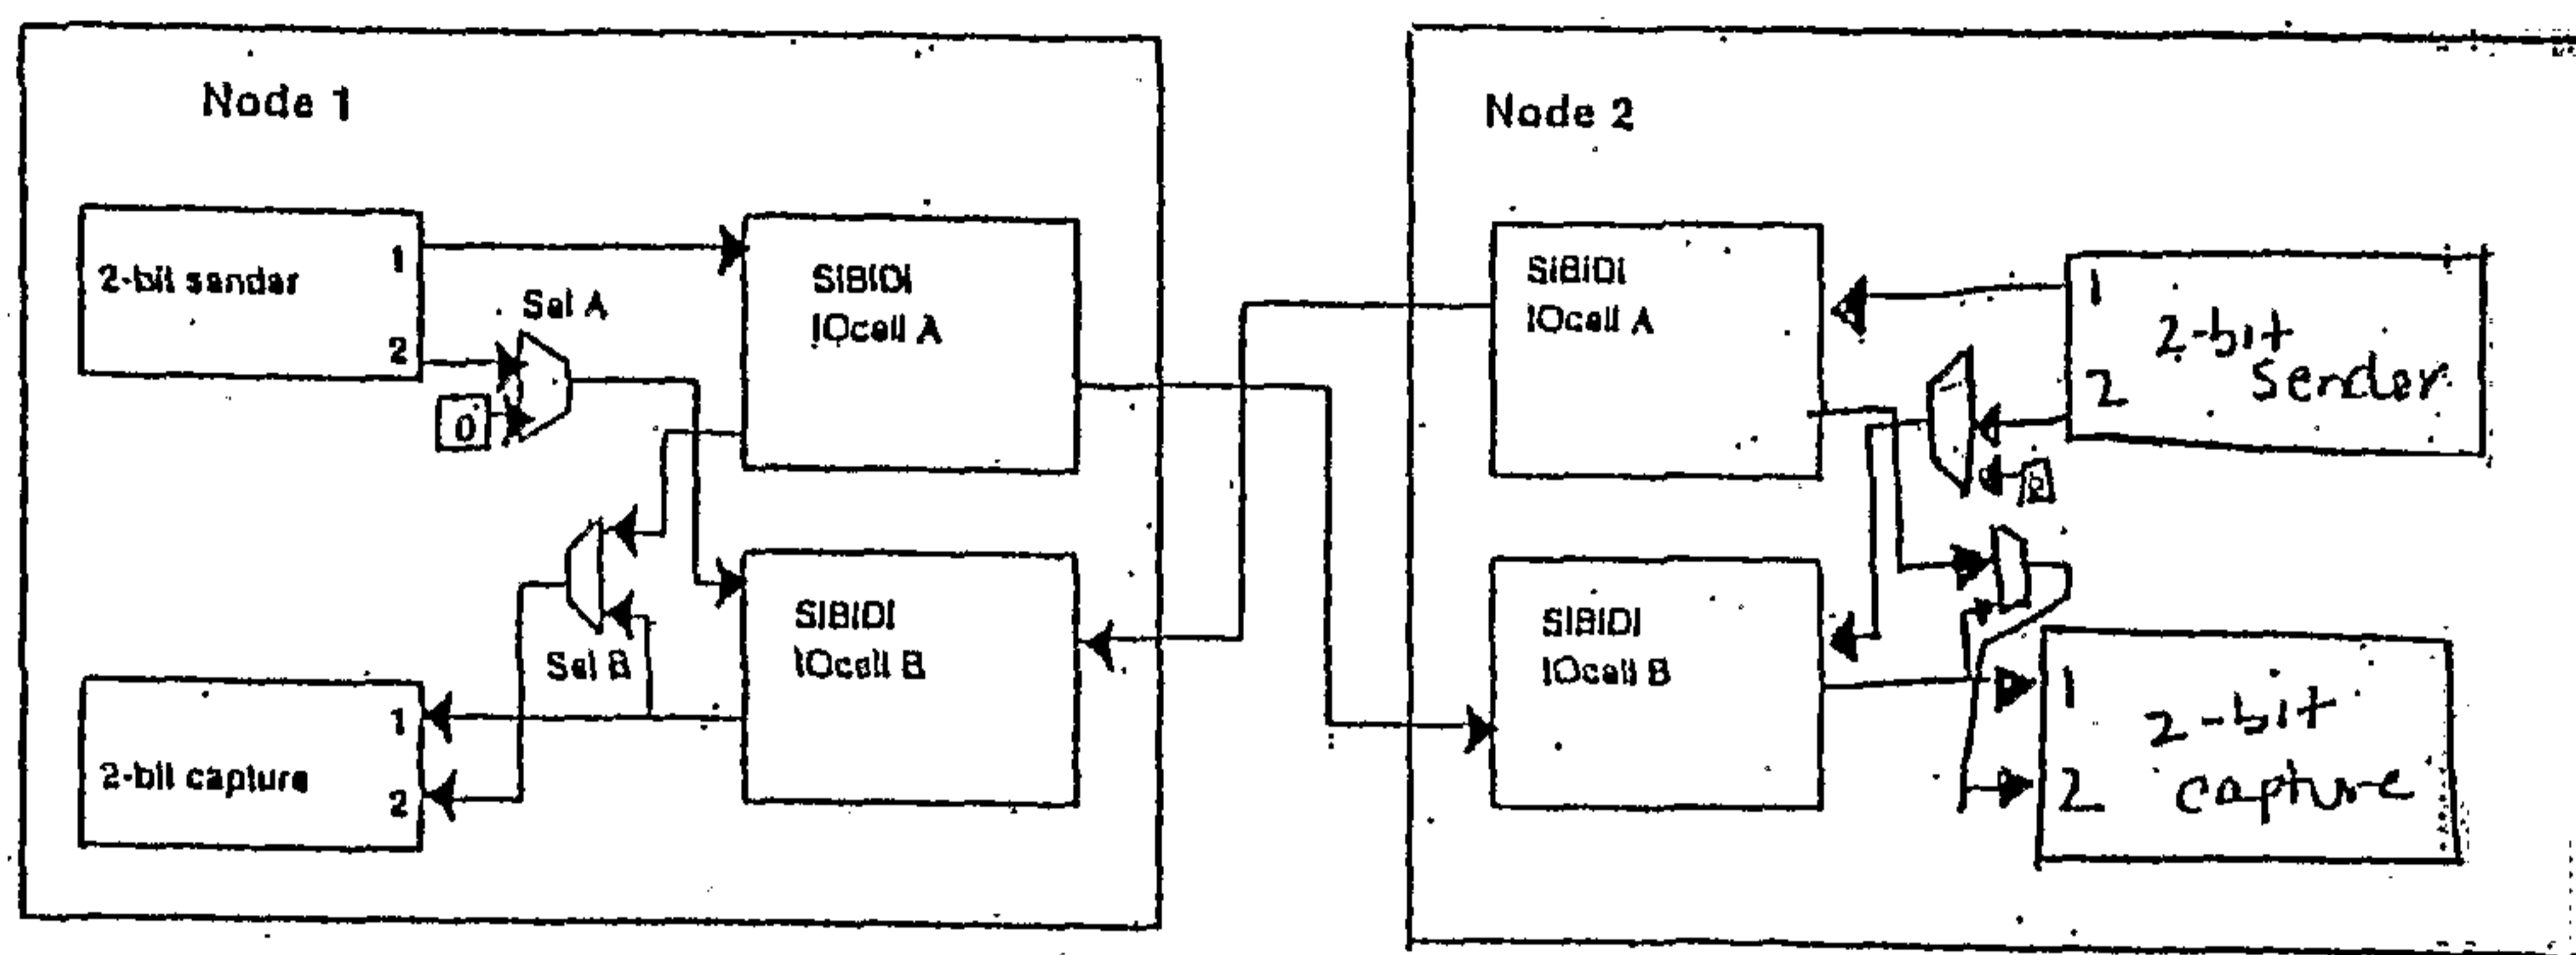 Node 1
2-bit sender
1
2
Sel A
0
SIBIDI
IOcell A
Sel B
SIBIDI
IOcell B
2-bit capture
1
2
Node 2
SIBIDI
IOcell A
1
2
2-bit
Sender
SIBIDI
IOcell B
1
2
2-bit
capture